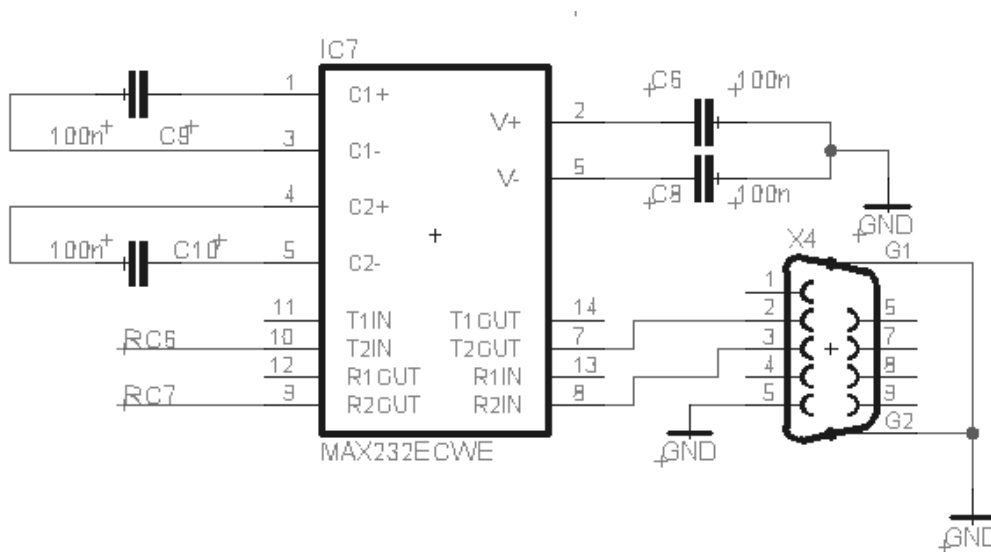 IC7
1 C1+
100n C9
3 C1-
4 C2+
100n C10
5 C2-
11 T1IN
RC6 10 T2IN
12 R1OUT
RC7 9 R2OUT
V+ 2
C6 100n
V- 6
C8 100n
GND
T1OUT 14
T2OUT 7
R1IN 13
R2IN 8
MAX232ECWE
X4
G1
1
2
3
4
5
6
7
8
9
G2
GND
GND